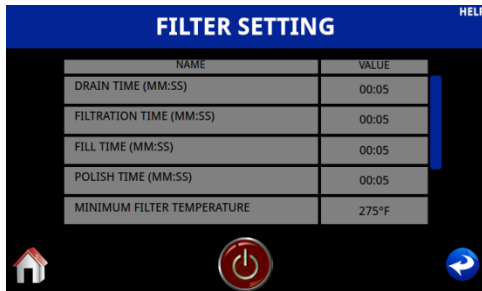 HELP
FILTER SETTING
NAME VALUE
DRAIN TIME (MM:SS) 00:05
FILTRATION TIME (MM:SS) 00:05
FILL TIME (MM:SS) 00:05
POLISH TIME (MM:SS) 00:05
MINIMUM FILTER TEMPERATURE 275°F